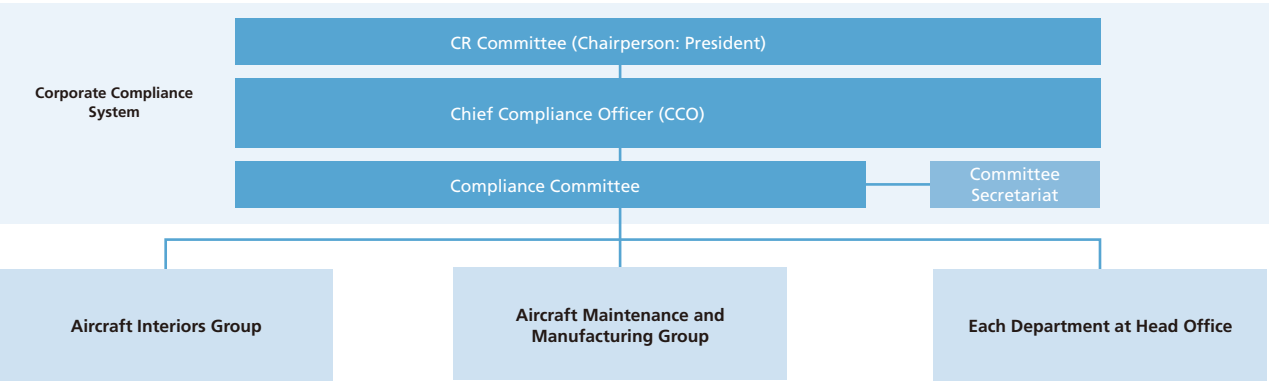 CR Committee (Chairperson: President)
Corporate Compliance
System
Chief Compliance Officer (CCO)
Compliance Committee
Committee
Secretariat
Aircraft Interiors Group
Aircraft Maintenance and
Manufacturing Group
Each Department at Head Office